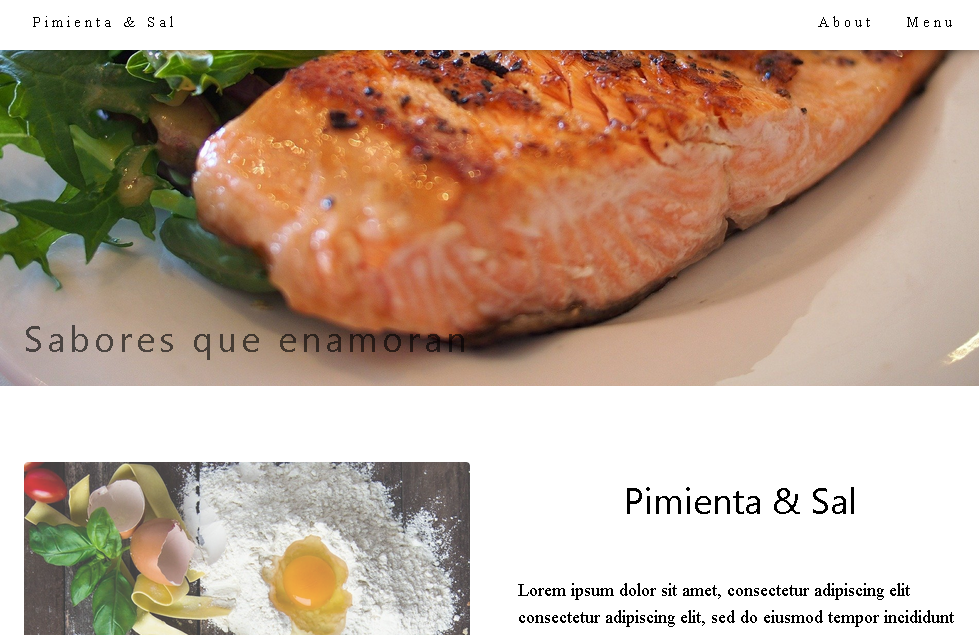 Pimienta & Sal
About Menu
Sabores que enamoran
Pimienta & Sal
Lorem ipsum dolor sit amet, consectetur adipiscing elit
consectetur adipiscing elit, sed do eiusmod tempor incididunt